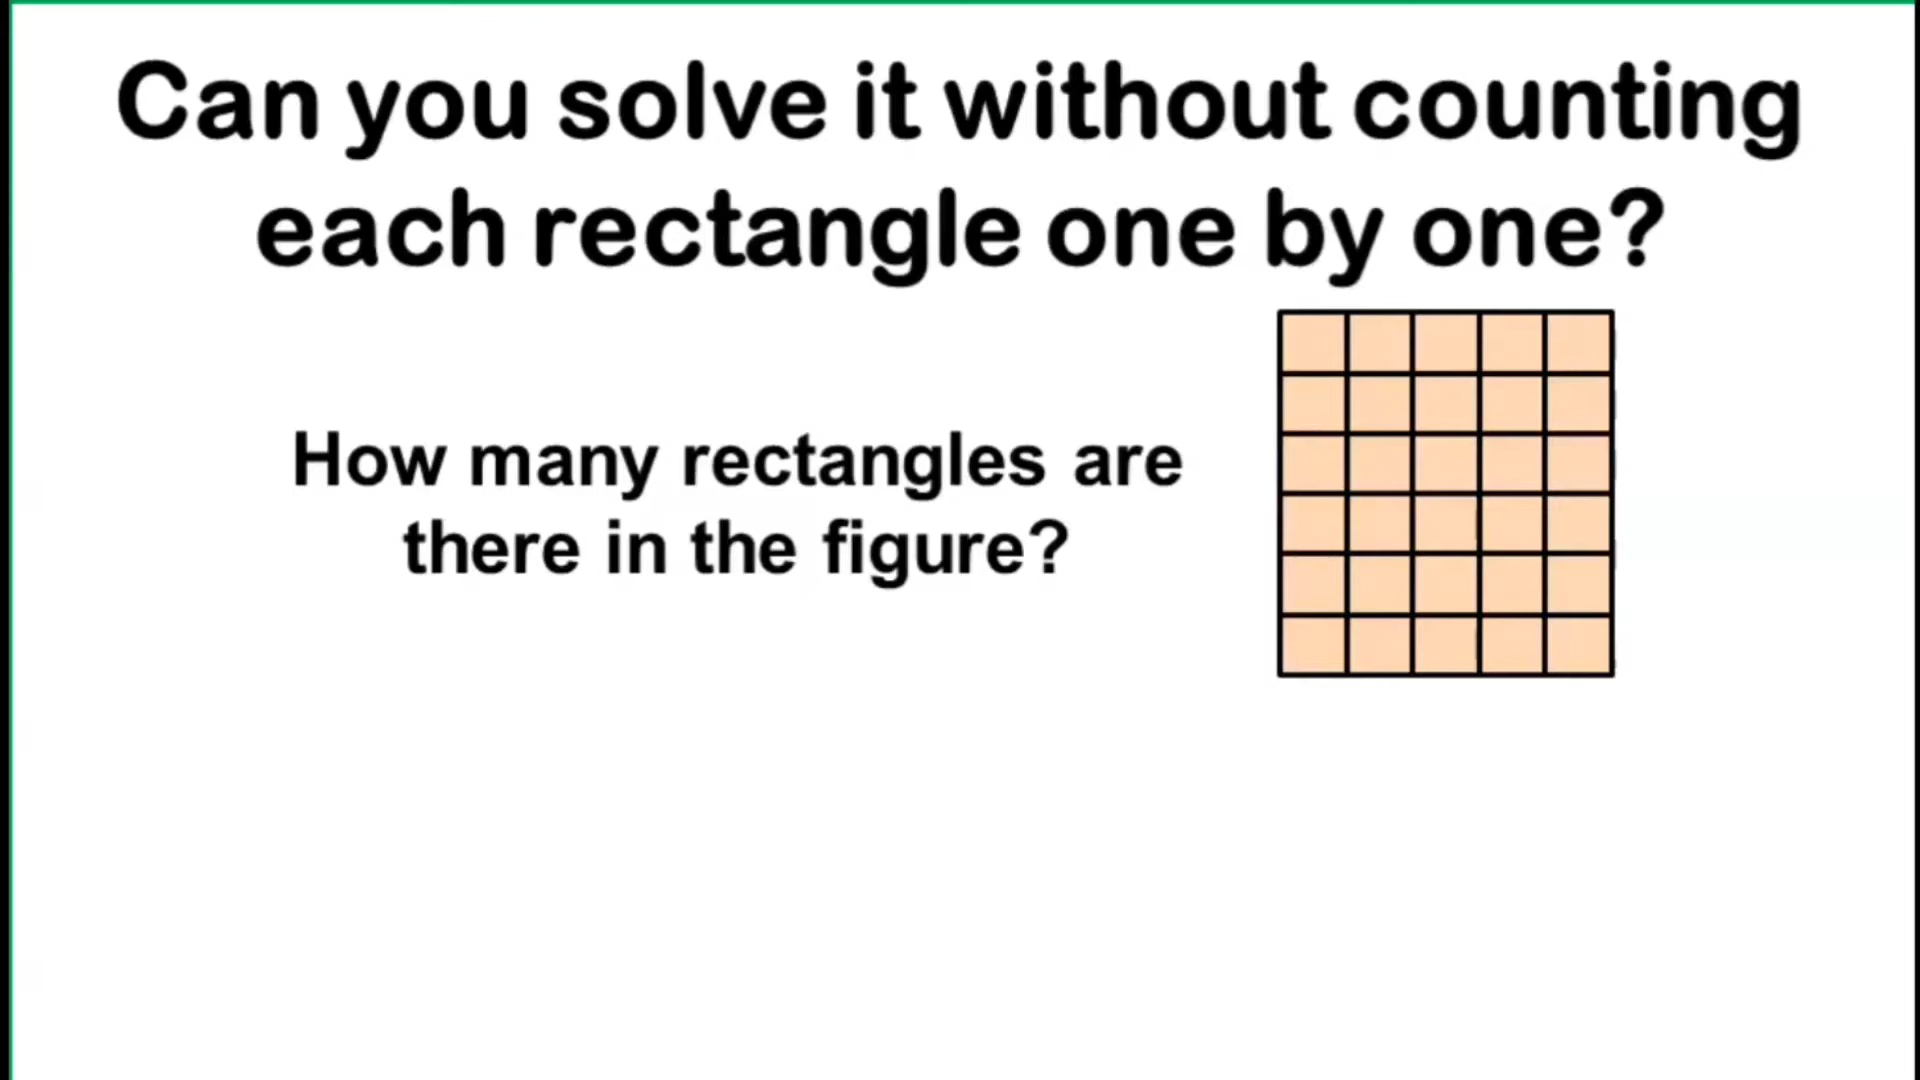 Can you solve it without counting
each rectangle one by one?
How many rectangles are
there in the figure?